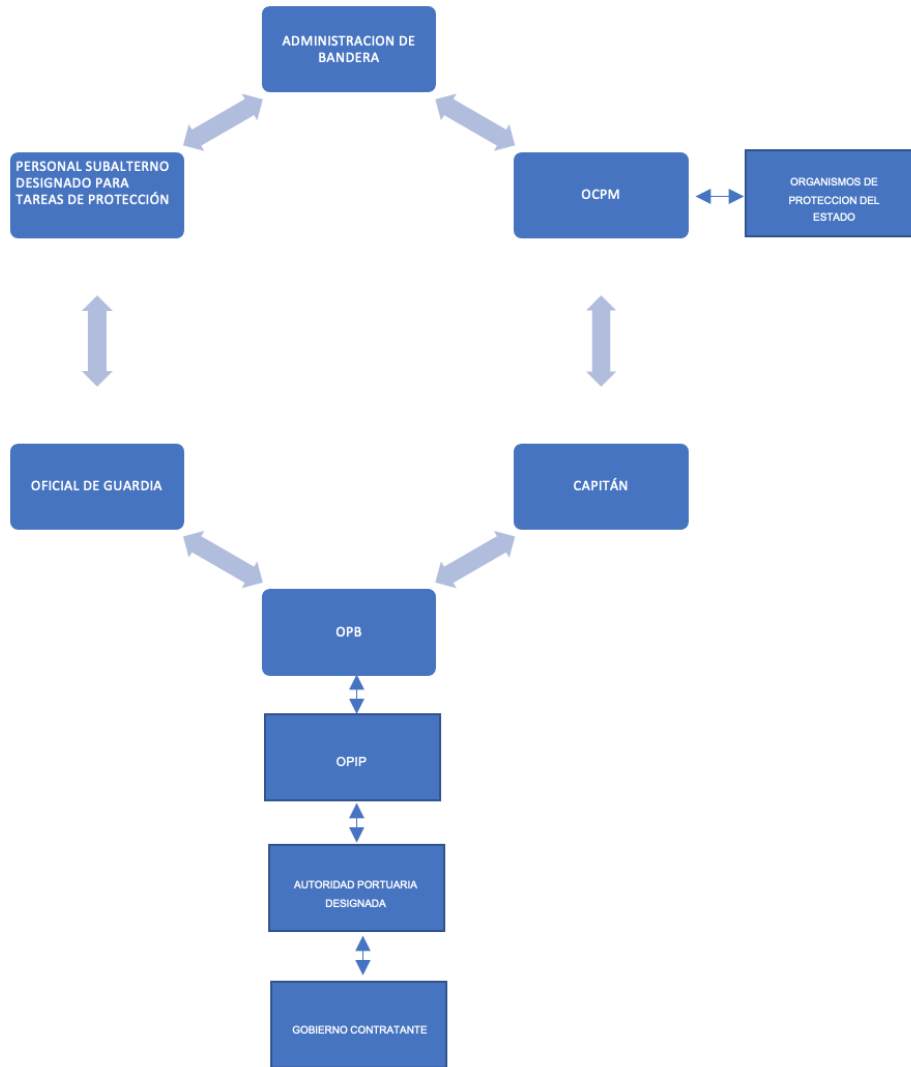 ADMINISTRACION DE
BANDERA
PERSONAL SUBALTERNO
DESIGNADO PARA
TAREAS DE PROTECCIÓN
OCPM
ORGANISMOS DE
PROTECCION DEL
ESTADO
OFICIAL DE GUARDIA
CAPITÁN
OPB
OPIP
AUTORIDAD PORTUARIA
DESIGNADA
GOBIERNO CONTRATANTE